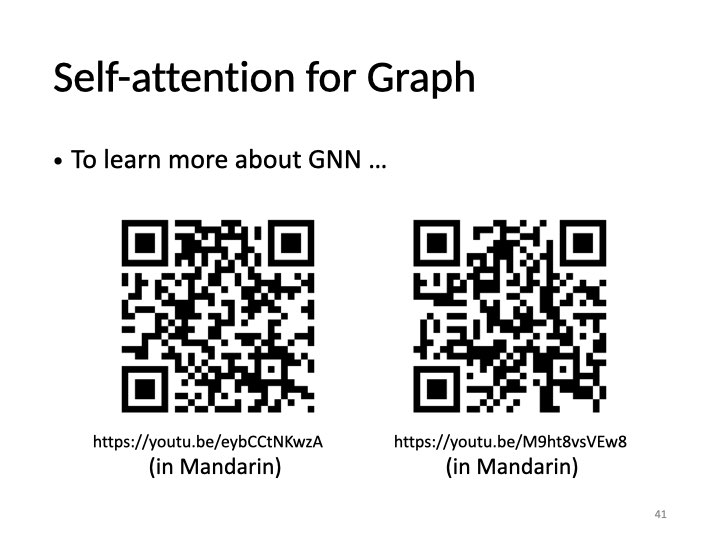 Self-attention for Graph
• To learn more about GNN …
https://youtu.be/eybCCtNKwzA
(in Mandarin)
https://youtu.be/M9ht8vsVEw8
(in Mandarin)
41